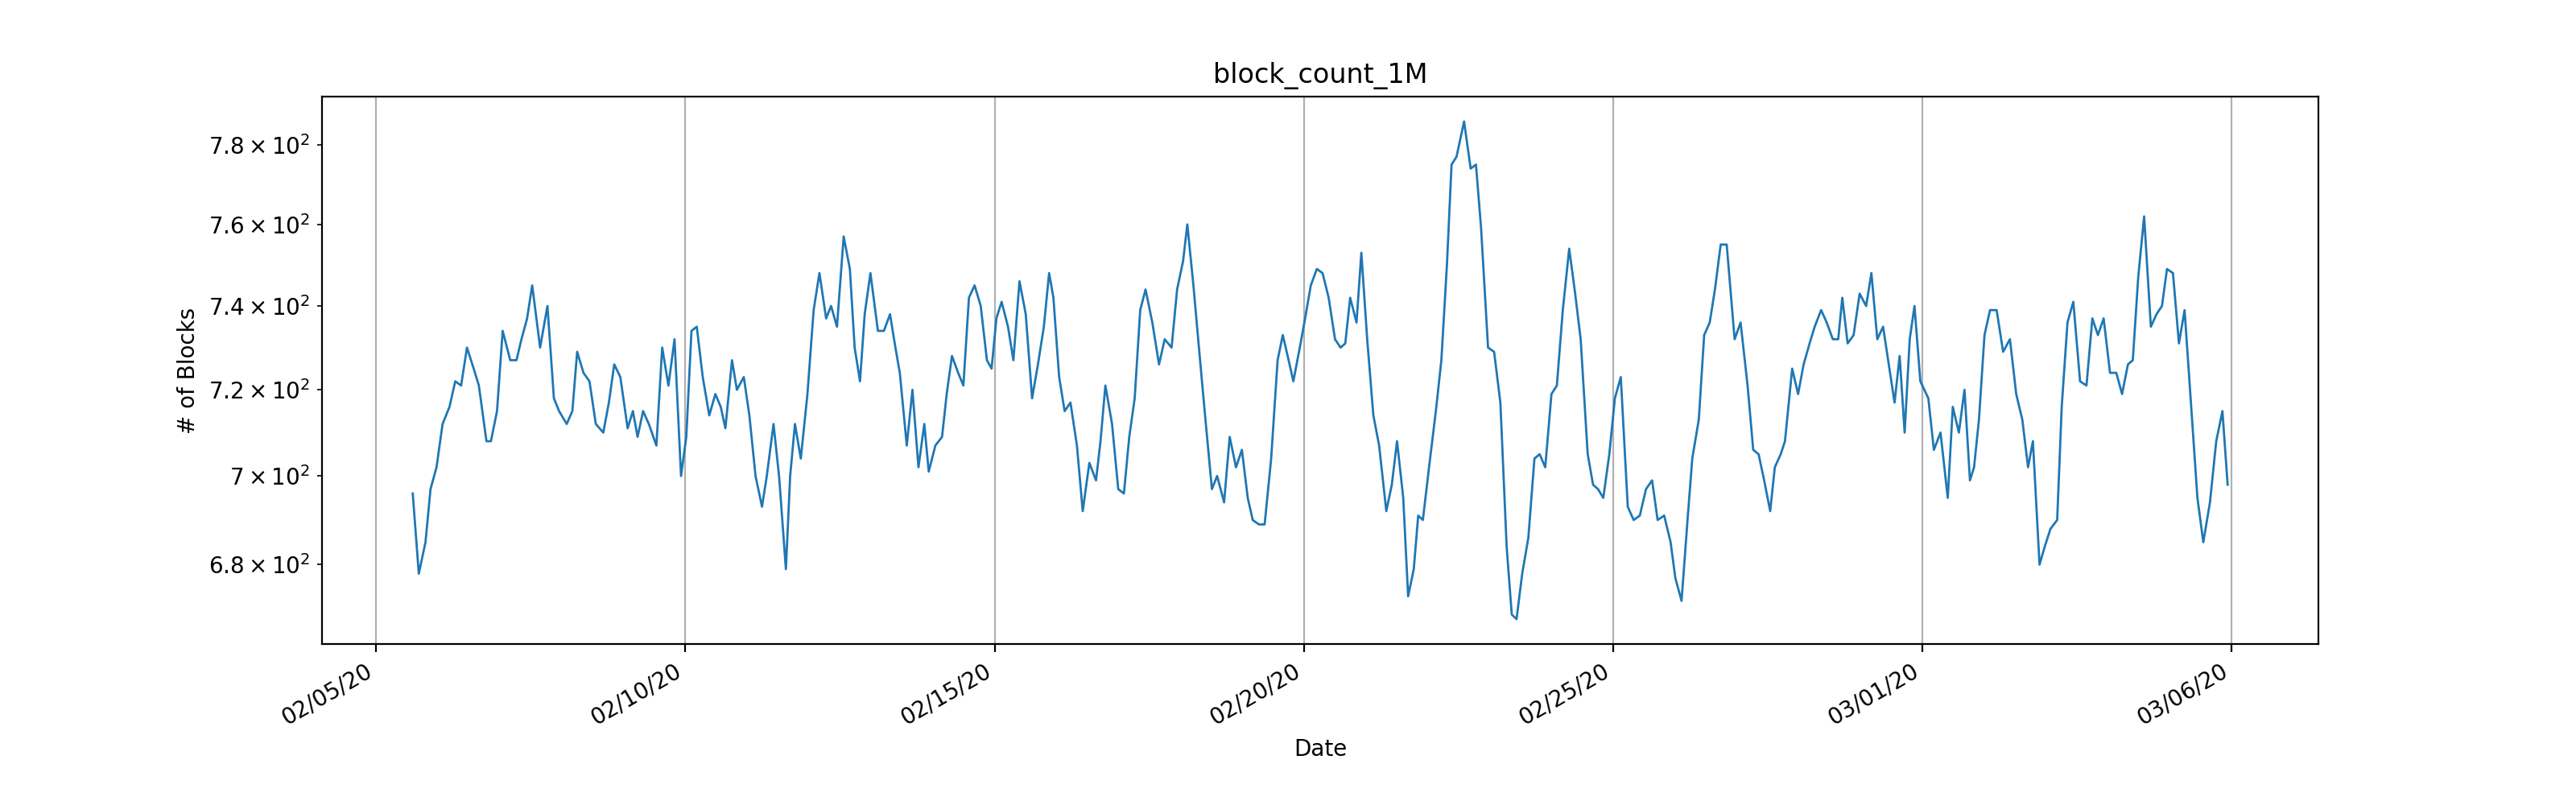 block_count_1M
7.8 × 10²
7.6 × 10²
7.4 × 10²
7.2 × 10²
7 × 10²
6.8 × 10²
# of Blocks
02/05/20
02/10/20
02/15/20
02/20/20
02/25/20
03/01/20
03/06/20
Date